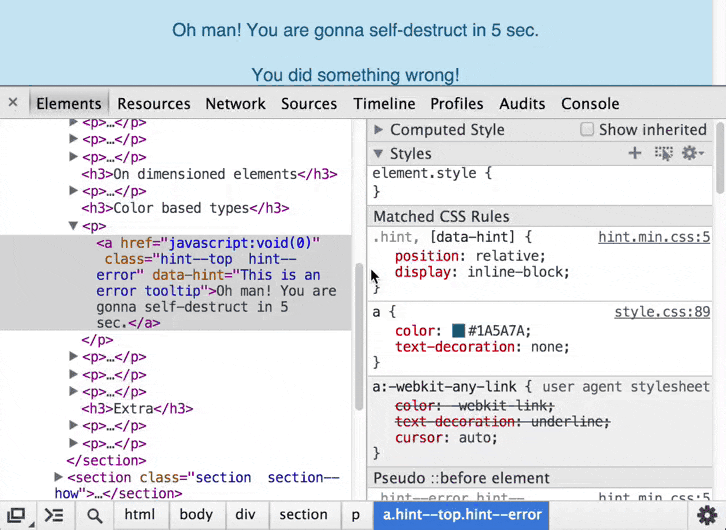 Oh man! You are gonna self-destruct in 5 sec.
You did something wrong!
× Elements Resources Network Sources Timeline Profiles Audits Console
▶ <p>…</p>
▶ <p>…</p>
▶ <p>…</p>
<h3>On dimensioned elements</h3>
▶ <p>…</p>
<h3>Color based types</h3>
▼ <p>
<a href="javascript:void(0)"
class="hint--top  hint--
error" data-hint="This is an
error tooltip">Oh man! You are
gonna self-destruct in 5
sec.</a>
</p>
▶ <p>…</p>
▶ <p>…</p>
▶ <p>…</p>
<h3>Extra</h3>
▶ <p>…</p>
▶ <p>…</p>
</section>
▶ <section class="section  section--
how">…</section>
▶ Computed Style Show inherited
▼ Styles
element.style {
}
Matched CSS Rules
.hint, [data-hint] { hint.min.css:5
position: relative;
display: inline-block;
}
a { style.css:89
color: #1A5A7A;
text-decoration: none;
}
a:-webkit-any-link { user agent stylesheet
color: -webkit-link;
text-decoration: underline;
cursor: auto;
}
Pseudo ::before element
.hint--error.hint-- hint.min.css:5
html body div section p a.hint--top.hint--error